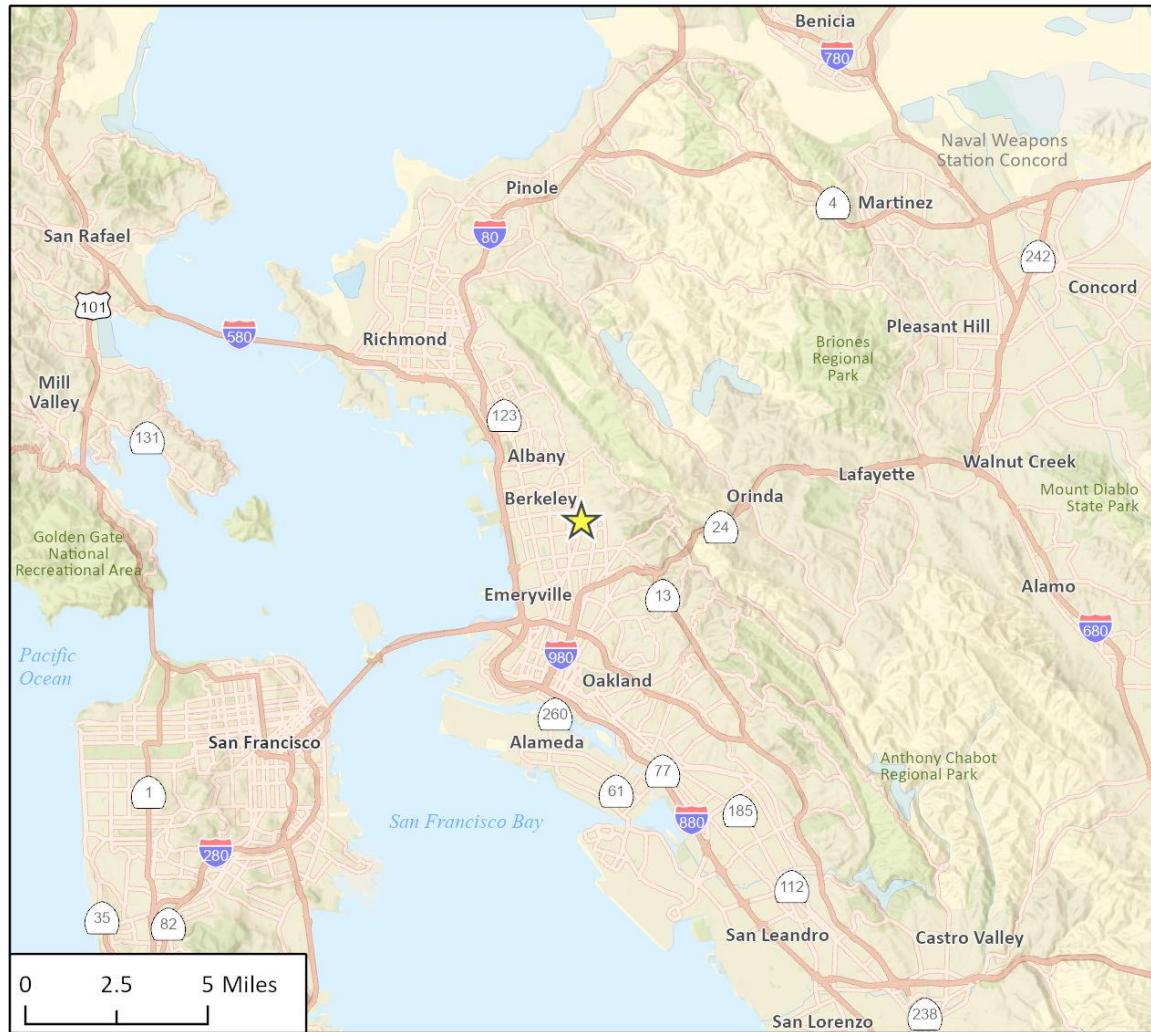 Benicia
780
Naval Weapons
Station Concord
Pinole
4
Martinez
80
San Rafael
242
101
Concord
580
Richmond
Pleasant Hill
Briones
Regional
Park
Mill
Valley
123
131
Albany
Walnut Creek
Lafayette
Berkeley
Orinda
Mount Diablo
State Park
24
Golden Gate
National
Recreational Area
Emeryville
13
Alamo
680
Pacific
Ocean
980
Oakland
260
San Francisco
Alameda
Anthony Chabot
Regional Park
77
1
61
185
San Francisco Bay
880
280
112
35
82
San Leandro
Castro Valley
0 2.5 5 Miles
238
San Lorenzo